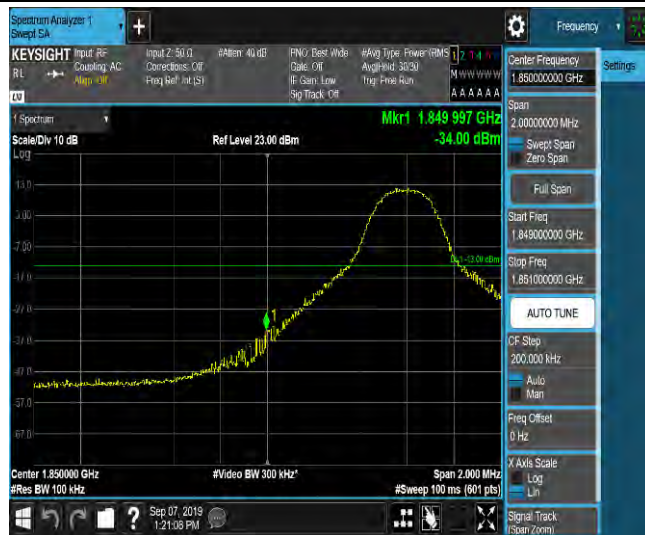 Spectrum Analyzer 1
Swept SA
Frequency
KEYSIGHT Input: RF
RL
Coupling: AC
Align: Off
Input Z: 50 Ω
Corrections: Off
Freq Ref: Int (S)
#Atten: 40 dB
PNO: Best Wide
Gate: Off
IF Gain: Low
Sig Track: Off
#Avg Type: Power (RMS
Avg|Hold: 30/30
Trig: Free Run
1 2 3 4 5 6
M W W W W W
A A A A A A
1 Spectrum
Scale/Div 10 dB
Log
Ref Level 23.00 dBm
Mkr1 1.849 997 GHz
-34.00 dBm
13.0
3.00
-7.00
-17.0
-27.0
-37.0
-47.0
-57.0
-67.0
DL1 -13.00 dBm
1
Center 1.850000 GHz
#Res BW 100 kHz
#Video BW 300 kHz*
Span 2.000 MHz
#Sweep 100 ms (601 pts)
Sep 07, 2019
1:21:08 PM
Center Frequency
1.850000000 GHz
Settings
Span
2.00000000 MHz
Swept Span
Zero Span
Full Span
Start Freq
1.849000000 GHz
Stop Freq
1.851000000 GHz
AUTO TUNE
CF Step
200.000 kHz
Auto
Man
Freq Offset
0 Hz
X Axis Scale
Log
Lin
Signal Track
(Span Zoom)